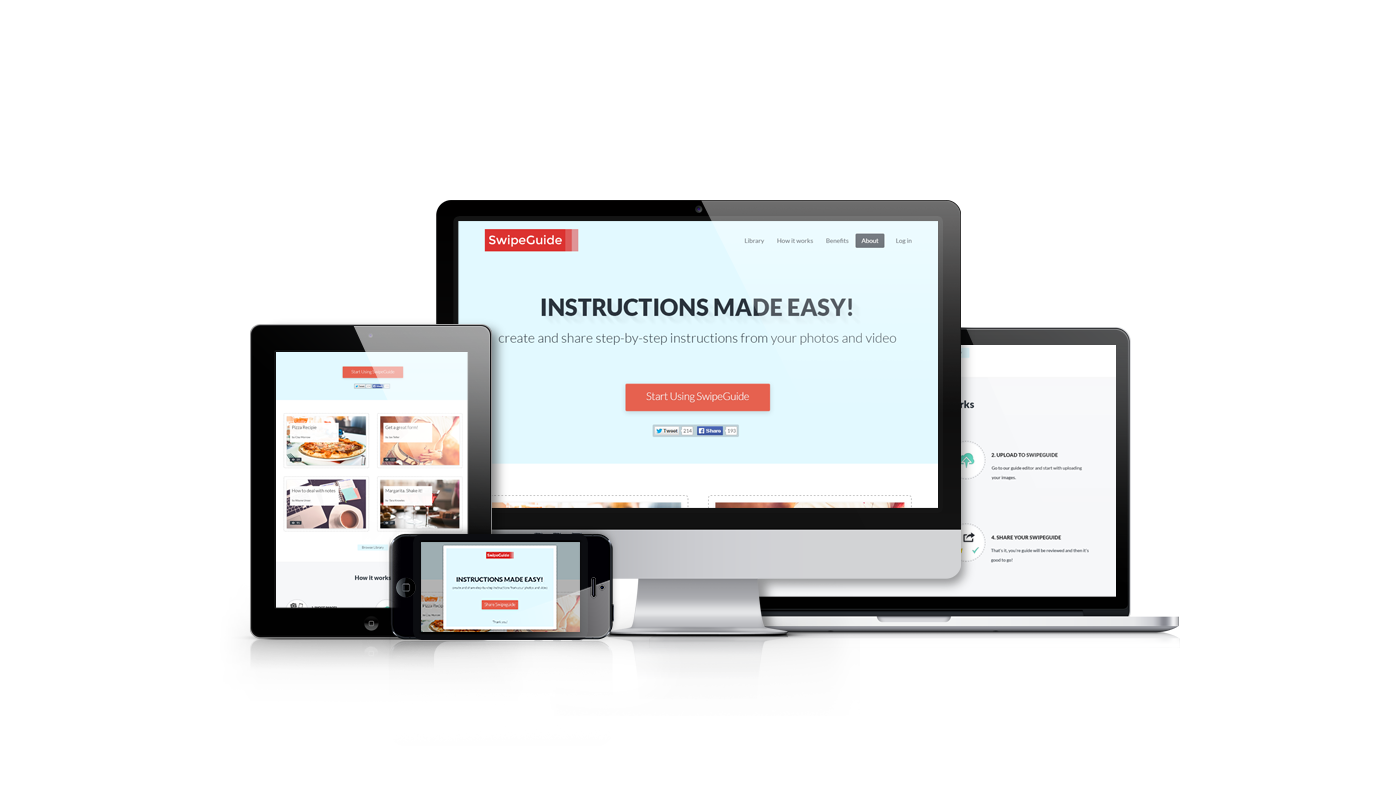 SwipeGuide
Library How it works Benefits About Log in
INSTRUCTIONS MADE EASY!
create and share step-by-step instructions from your photos and video
Start Using SwipeGuide
Tweet 214 Share 195
Start Using SwipeGuide
Pizza Recipe
Get a great form!
How to deal with notes
Margarita. Shake it!
Browse Library
How it works
SwipeGuide
INSTRUCTIONS MADE EASY!
create and share step-by-step instructions from your photos and video
Start Swipeguide
Thank you!
Pizza Recipe
rks
2. UPLOAD TO SWIPEGUIDE
Go to our guide editor and start with uploading
your images.
4. SHARE YOUR SWIPEGUIDE
That's it, you're guide will be reviewed and then it's
good to go!